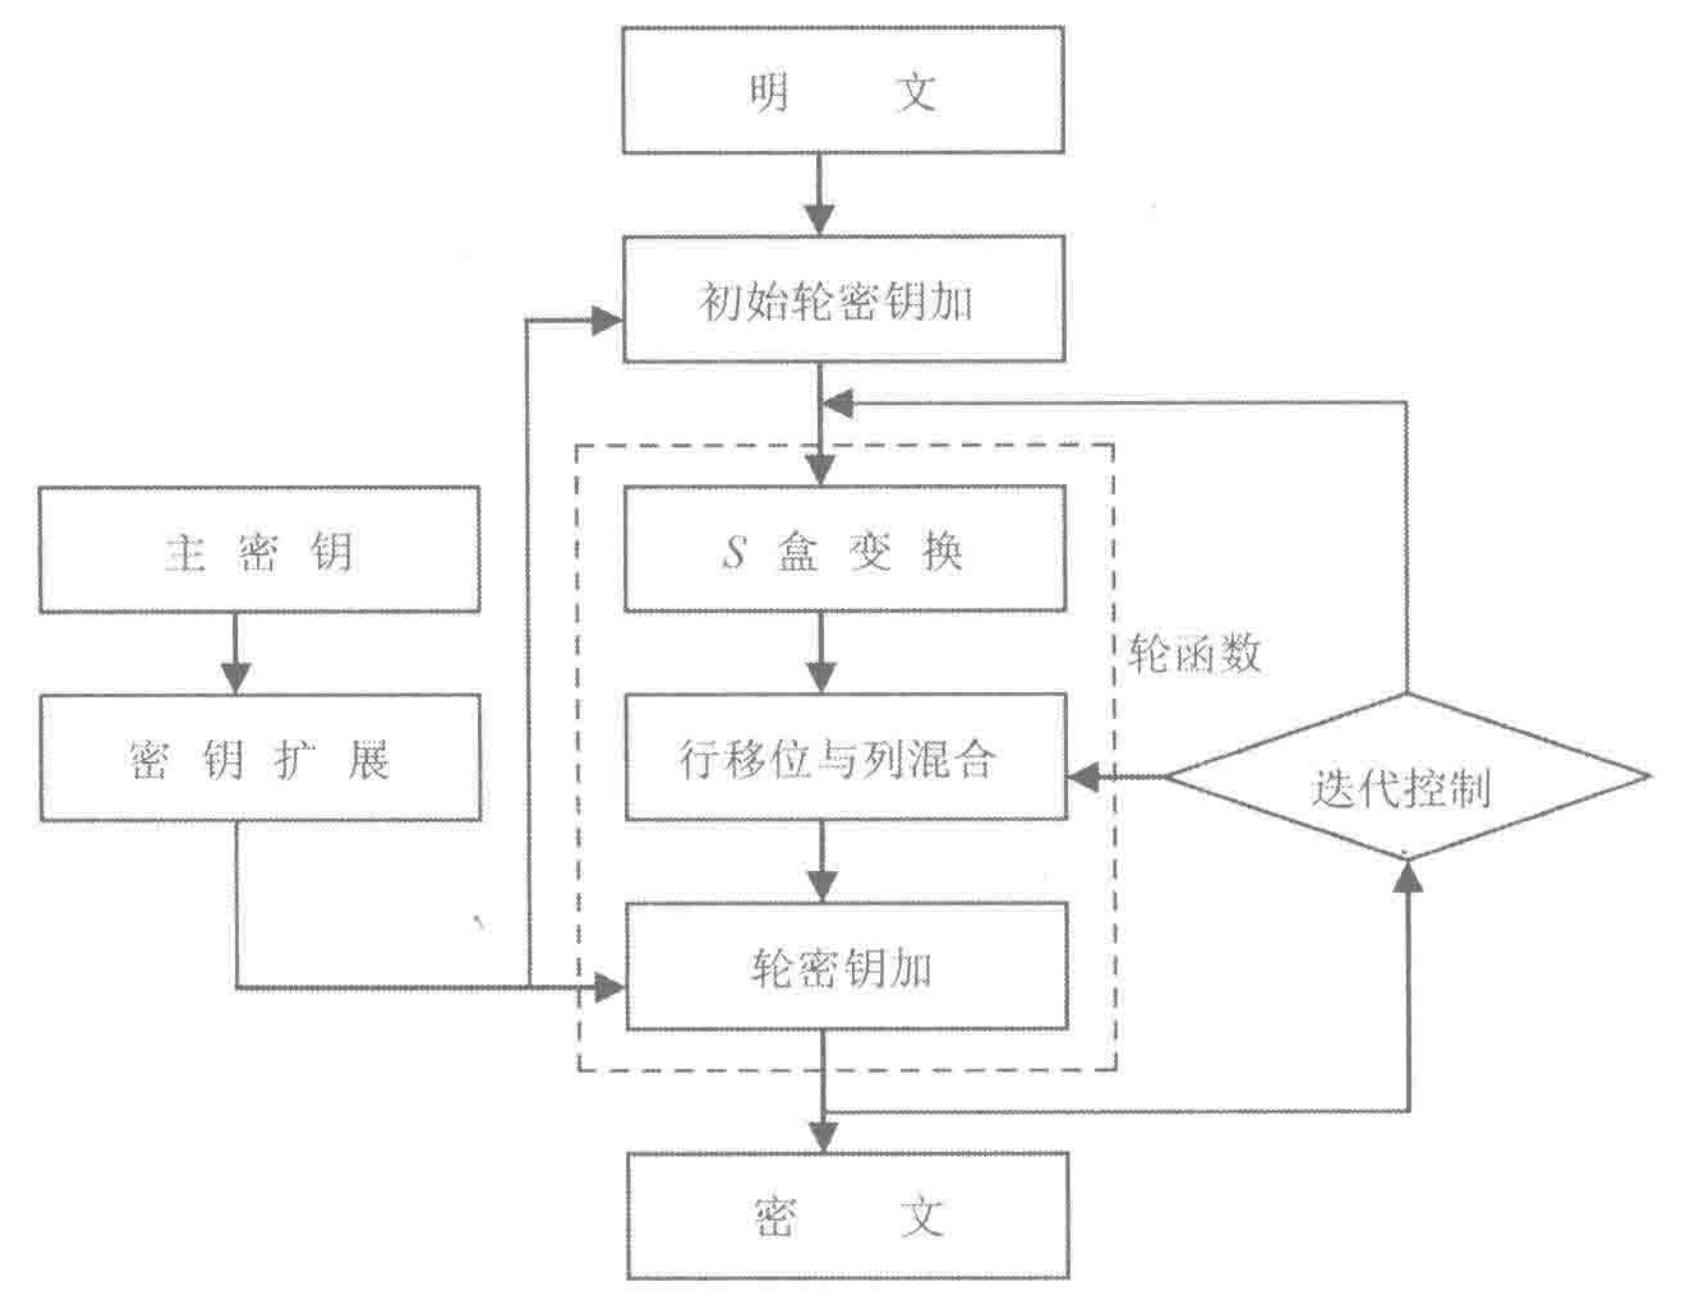 明 文
初始轮密钥加
主 密 钥
S 盒 变 换
轮函数
密 钥 扩 展
行移位与列混合
迭代控制
轮密钥加
密 文